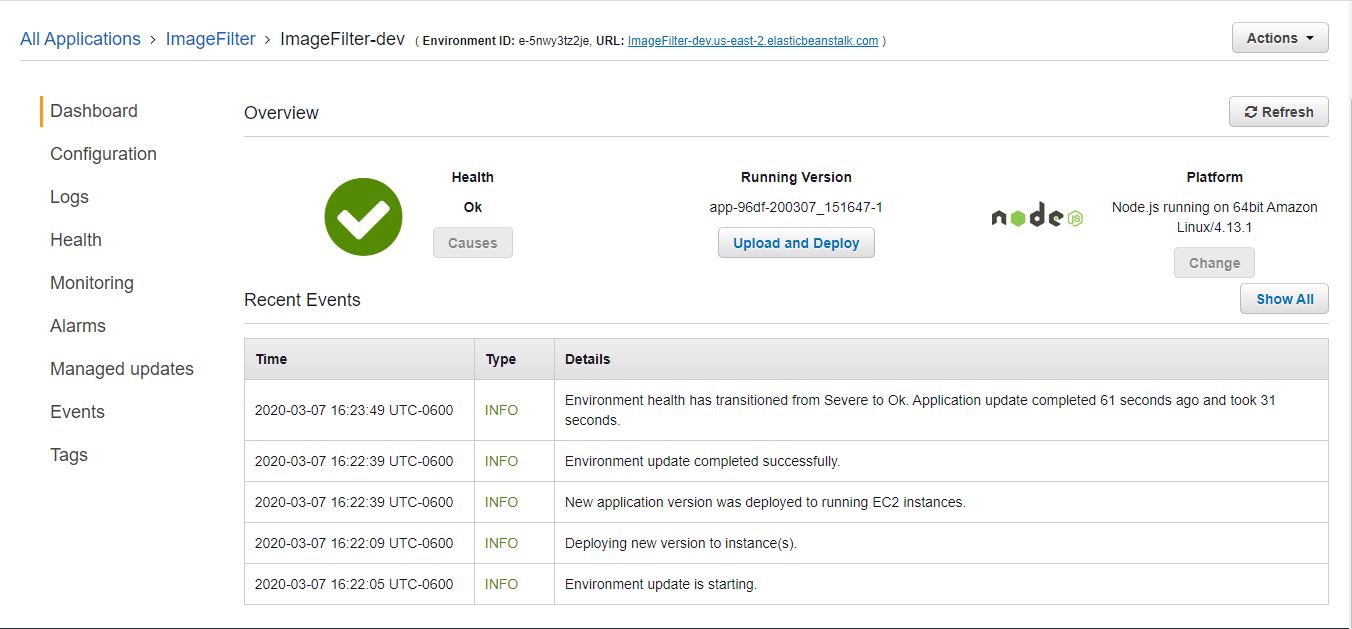 All Applications > ImageFilter > ImageFilter-dev ( Environment ID: e-5nwy3tz2je, URL: ImageFilter-dev.us-east-2.elasticbeanstalk.com )
Actions
Dashboard
Configuration
Logs
Health
Monitoring
Alarms
Managed updates
Events
Tags
Overview
Refresh
Health
Ok
Causes
Running Version
app-96df-200307_151647-1
Upload and Deploy
node JS
Platform
Node.js running on 64bit Amazon
Linux/4.13.1
Change
Recent Events
Show All
Time Type Details
2020-03-07 16:23:49 UTC-0600 INFO Environment health has transitioned from Severe to Ok. Application update completed 61 seconds ago and took 31
seconds.
2020-03-07 16:22:39 UTC-0600 INFO Environment update completed successfully.
2020-03-07 16:22:39 UTC-0600 INFO New application version was deployed to running EC2 instances.
2020-03-07 16:22:09 UTC-0600 INFO Deploying new version to instance(s).
2020-03-07 16:22:05 UTC-0600 INFO Environment update is starting.